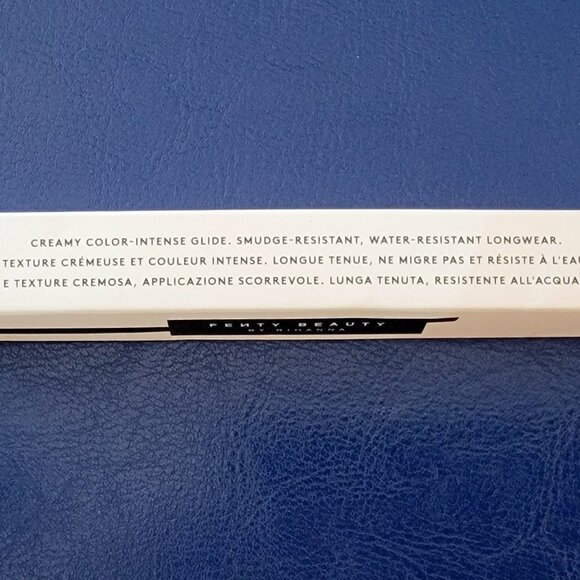 CREAMY COLOR-INTENSE GLIDE. SMUDGE-RESISTANT, WATER-RESISTANT LONGWEAR.
TEXTURE CRÉMEUSE ET COULEUR INTENSE. LONGUE TENUE, NE MIGRE PAS ET RÉSISTE À L'EAU
E TEXTURE CREMOSA, APPLICAZIONE SCORREVOLE. LUNGA TENUTA, RESISTENTE ALL'ACQUA
FEИTY BEAUTY
BY RIHANNA